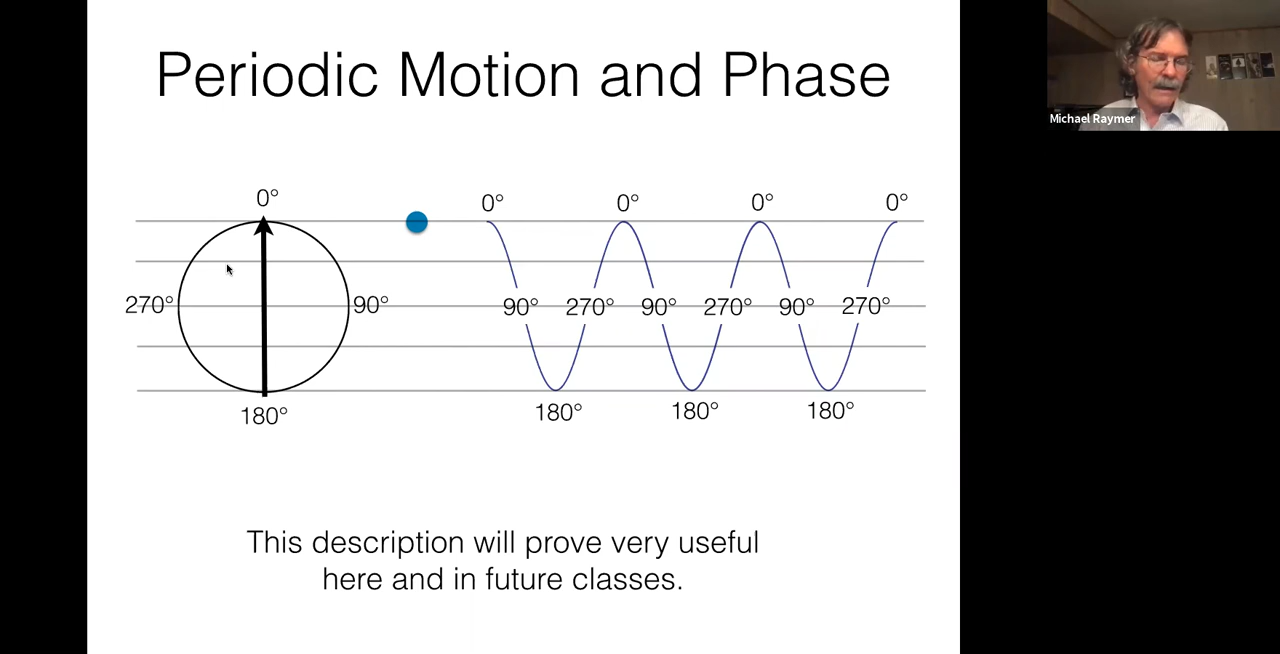 Periodic Motion and Phase
Michael Raymer
0° 0° 0° 0° 0°
270° 90° 90° 270° 90° 270° 90° 270°
180° 180° 180° 180°
This description will prove very useful
here and in future classes.